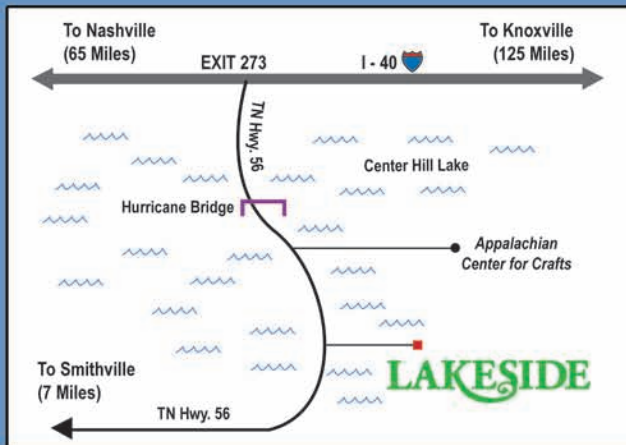 To Nashville
(65 Miles)
EXIT 273
I - 40
To Knoxville
(125 Miles)
TN Hwy. 56
Center Hill Lake
Hurricane Bridge
Appalachian
Center for Crafts
To Smithville
(7 Miles)
LAKESIDE
TN Hwy. 56